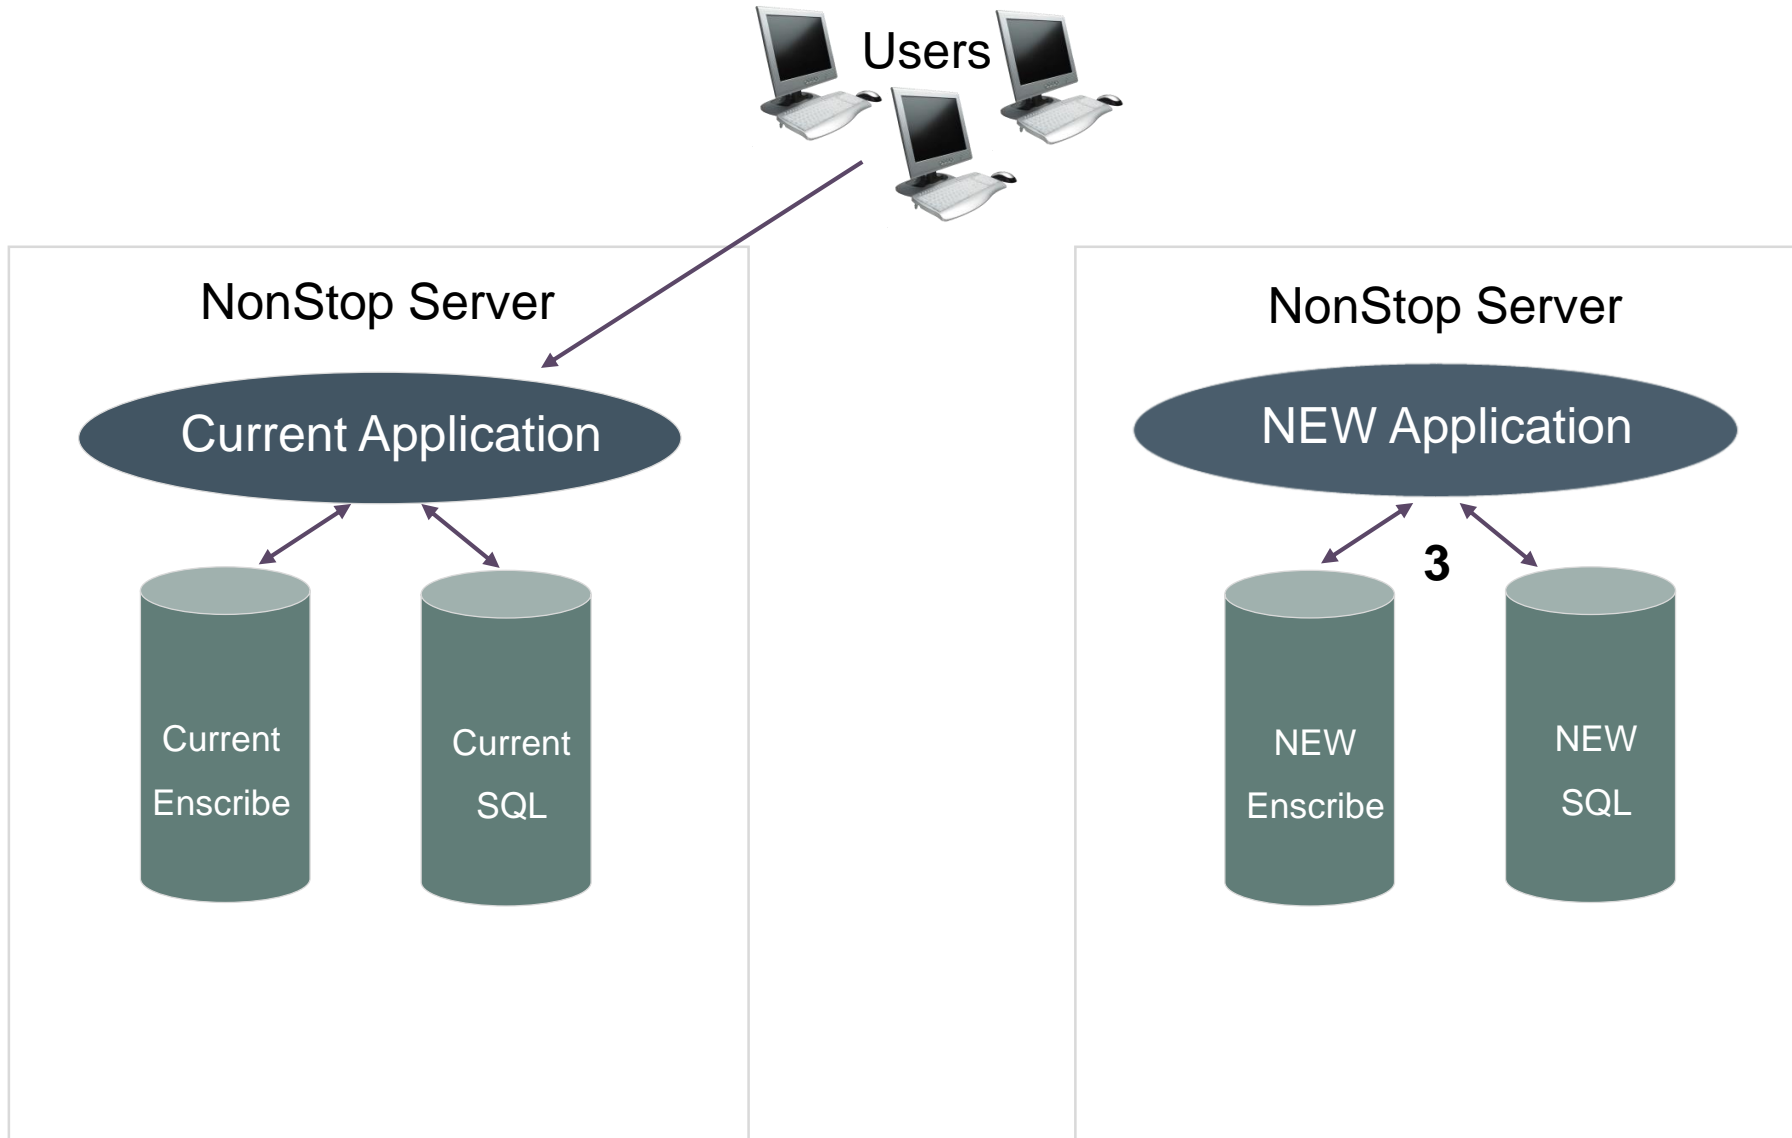 Users
NonStop Server
Current Application
Current
Enscribe
Current
SQL
NonStop Server
NEW Application
3
NEW
Enscribe
NEW
SQL